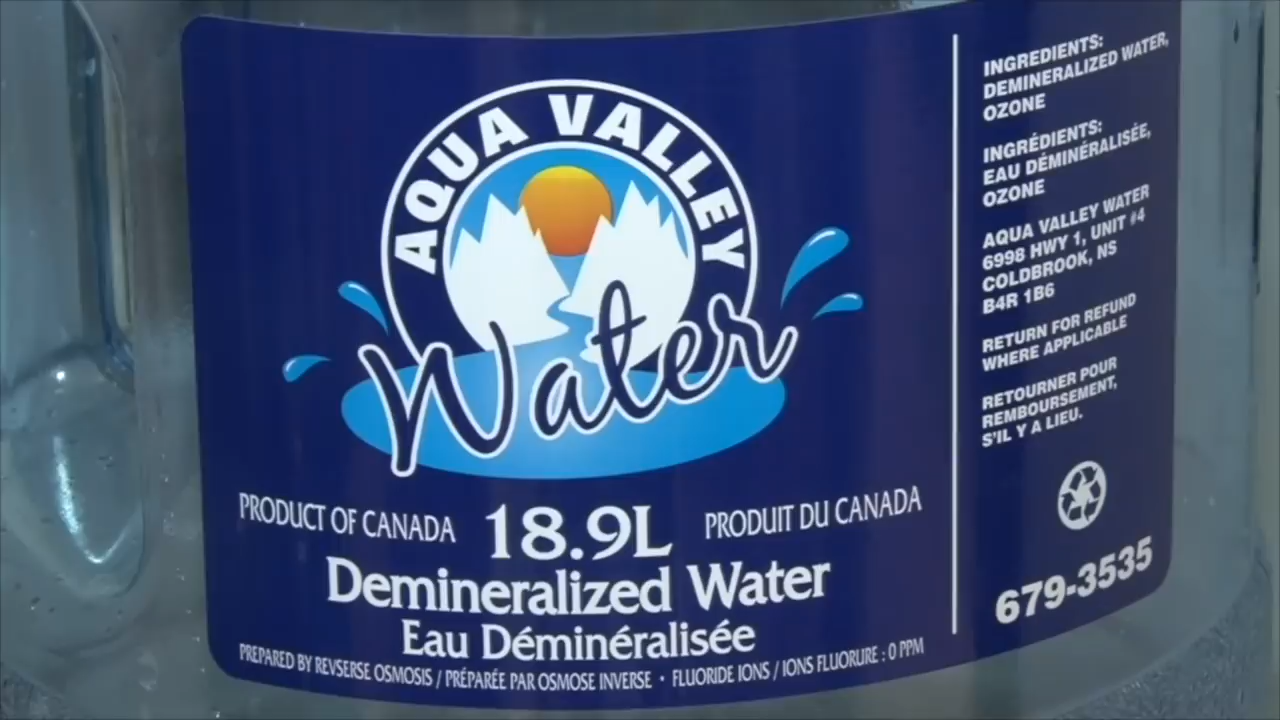 AQUA VALLEY
Water
PRODUCT OF CANADA 18.9L PRODUIT DU CANADA
Demineralized Water
Eau Déminéralisée
PREPARED BY REVSERSE OSMOSIS / PRÉPARÉE PAR OSMOSE INVERSE • FLUORIDE IONS / IONS FLUORURE : 0 PPM
INGREDIENTS:
DEMINERALIZED WATER,
OZONE
INGRÉDIENTS:
EAU DÉMINÉRALISÉE,
OZONE
AQUA VALLEY WATER
6998 HWY 1, UNIT #4
COLDBROOK, NS
B4R 1B6
RETURN FOR REFUND
WHERE APPLICABLE
RETOURNER POUR
REMBOURSEMENT,
S'IL Y A LIEU.
679-3535